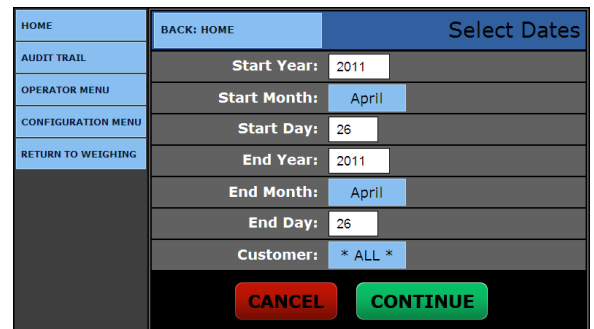 HOME
AUDIT TRAIL
OPERATOR MENU
CONFIGURATION MENU
RETURN TO WEIGHING
BACK: HOME
Select Dates
Start Year: 2011
Start Month: April
Start Day: 26
End Year: 2011
End Month: April
End Day: 26
Customer: * ALL *
CANCEL CONTINUE